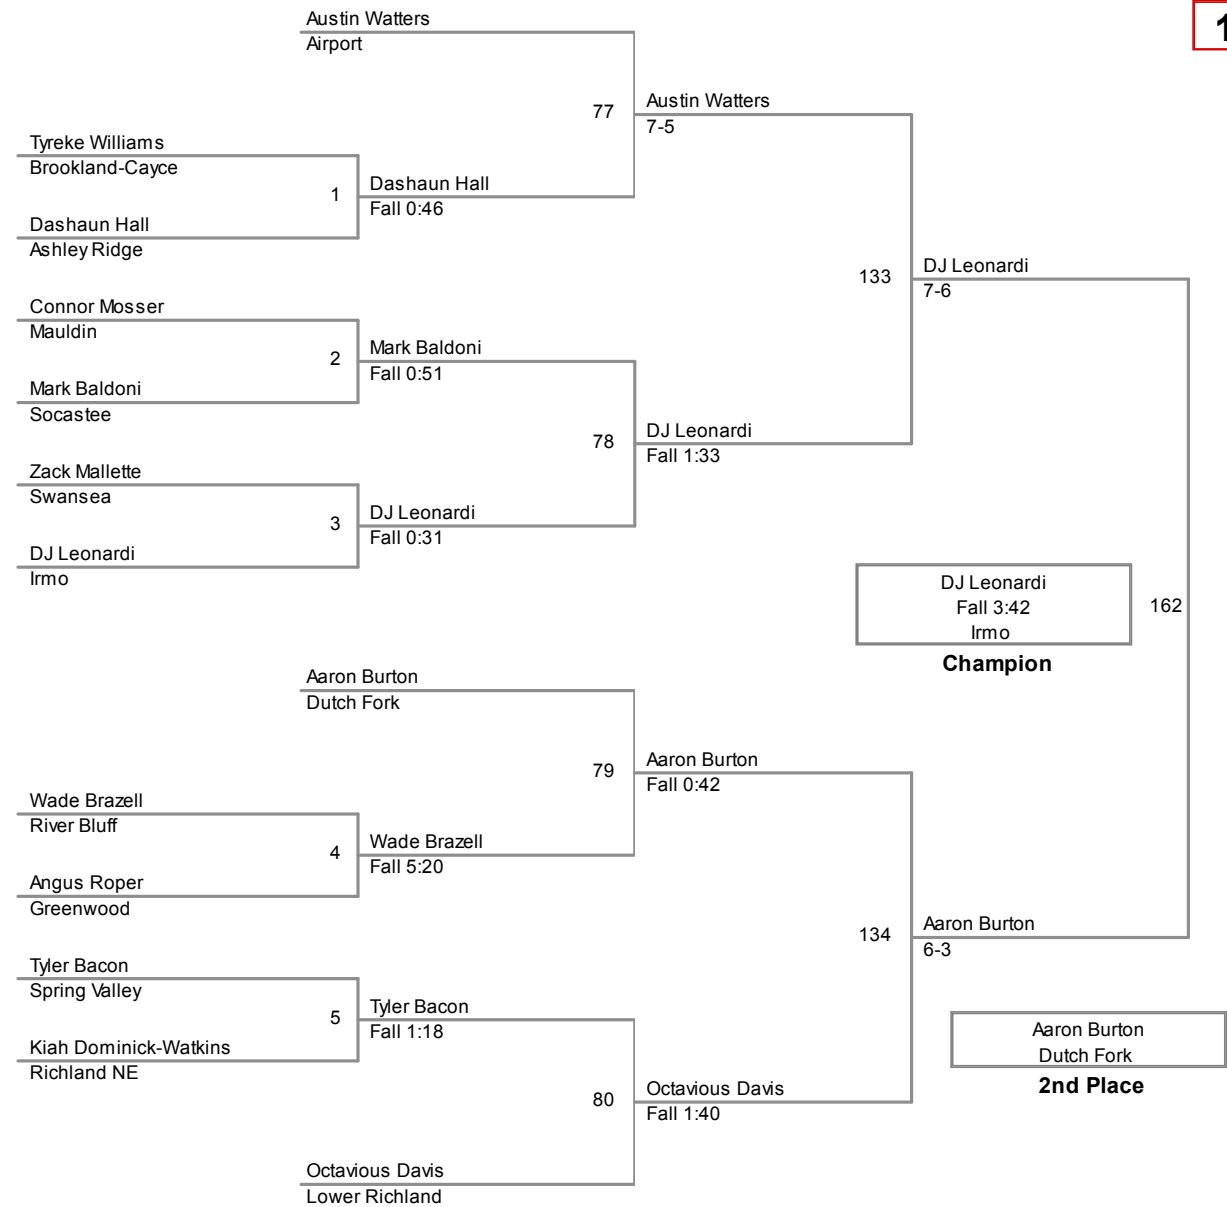 Austin Watters
Airport
1
77
Austin Watters
7-5
Tyreke Williams
Brookland-Cayce
1
Dashaun Hall
Fall 0:46
Dashaun Hall
Ashley Ridge
133
DJ Leonardi
7-6
Connor Mosser
Mauldin
2
Mark Baldoni
Fall 0:51
Mark Baldoni
Socastee
78
DJ Leonardi
Fall 1:33
Zack Mallette
Swansea
3
DJ Leonardi
Fall 0:31
DJ Leonardi
Irmo
DJ Leonardi
Fall 3:42
Irmo
Champion
162
Aaron Burton
Dutch Fork
79
Aaron Burton
Fall 0:42
Wade Brazell
River Bluff
4
Wade Brazell
Fall 5:20
Angus Roper
Greenwood
134
Aaron Burton
6-3
Tyler Bacon
Spring Valley
5
Tyler Bacon
Fall 1:18
Kiah Dominick-Watkins
Richland NE
Aaron Burton
Dutch Fork
2nd Place
80
Octavious Davis
Fall 1:40
Octavious Davis
Lower Richland